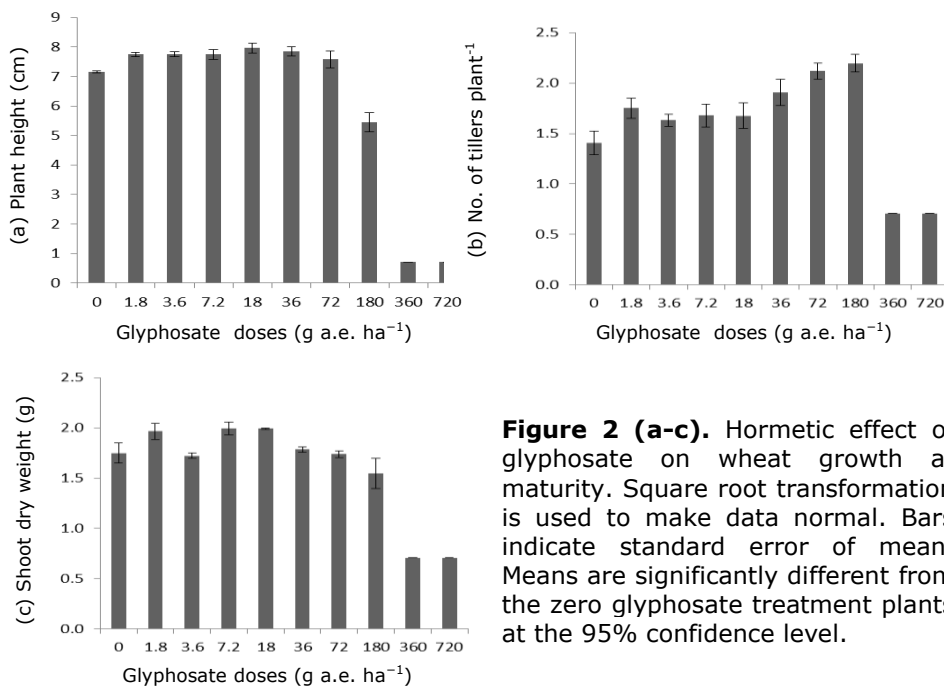 9
8
7
6
5
4
3
2
1
0
(a) Plant height (cm)
0 1.8 3.6 7.2 18 36 72 180 360 720
Glyphosate doses (g a.e. ha⁻¹)
2.5
2.0
1.5
1.0
0.5
0.0
(b) No. of tillers plant⁻¹
0 1.8 3.6 7.2 18 36 72 180 360 720
Glyphosate doses (g a.e. ha⁻¹)
2.5
2.0
1.5
1.0
0.5
0.0
(c) Shoot dry weight (g)
0 1.8 3.6 7.2 18 36 72 180 360 720
Glyphosate doses (g a.e. ha⁻¹)
Figure 2 (a-c). Hormetic effect o
glyphosate on wheat growth a
maturity. Square root transformation
is used to make data normal. Bars
indicate standard error of mean
Means are significantly different from
the zero glyphosate treatment plants
at the 95% confidence level.